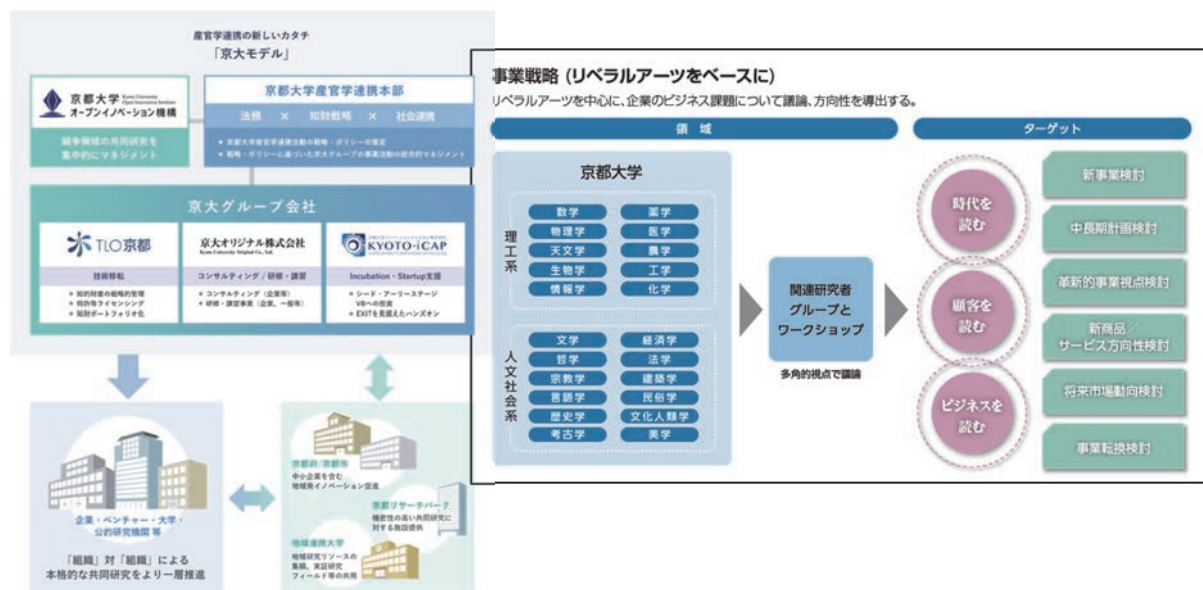 産官学連携の新しいカタチ
「京大モデル」
京都大学
Kyoto University
Open Innovation Institute
オープンイノベーション機構
競争領域の共同研究を
集中的にマネジメント
京都大学産官学連携本部
法務 × 知財戦略 × 社会連携
● 京都大学産官学連携活動の戦略・ポリシーの策定
● 戦略・ポリシーに基づいた京大グループの事業活動の総合的マネジメント
京大グループ会社
TLO京都
技術移転
● 知的財産の戦略的管理
● 特許等ライセンシング
● 知財ポートフォリオ化
京大オリジナル株式会社
Kyoto University Original Co., Ltd.
コンサルティング / 研修・講習
● コンサルティング（企業等）
● 研修・講習事業（企業、一般等）
京都大学イノベーションキャピタル株式会社
KYOTO-iCAP
Incubation・Startup支援
● シード・アーリーステージ
VBへの投資
● EXITを見据えたハンズオン
企業・ベンチャー・大学・
公的研究機関 等
「組織」対「組織」による
本格的な共同研究をより一層推進
京都府/京都市
中小企業を含む
地域発イノベーション促進
京都リサーチパーク
機密性の高い共同研究に
対する施設提供
地域連携大学
地域研究リソースの
集積、実証研究
フィールド等の共用
事業戦略 (リベラルアーツをベースに)
リベラルアーツを中心に、企業のビジネス課題について議論、方向性を導出する。
領 域
京都大学
理工系
数学 薬学
物理学 医学
天文学 農学
生物学 工学
情報学 化学
人文社会系
文学 経済学
哲学 法学
宗教学 建築学
言語学 民俗学
歴史学 文化人類学
考古学 美学
関連研究者
グループと
ワークショップ
多角的視点で議論
ターゲット
時代を
読む
顧客を
読む
ビジネスを
読む
新事業検討
中長期計画検討
革新的事業視点検討
新商品／
サービス方向性検討
将来市場動向検討
事業転換検討